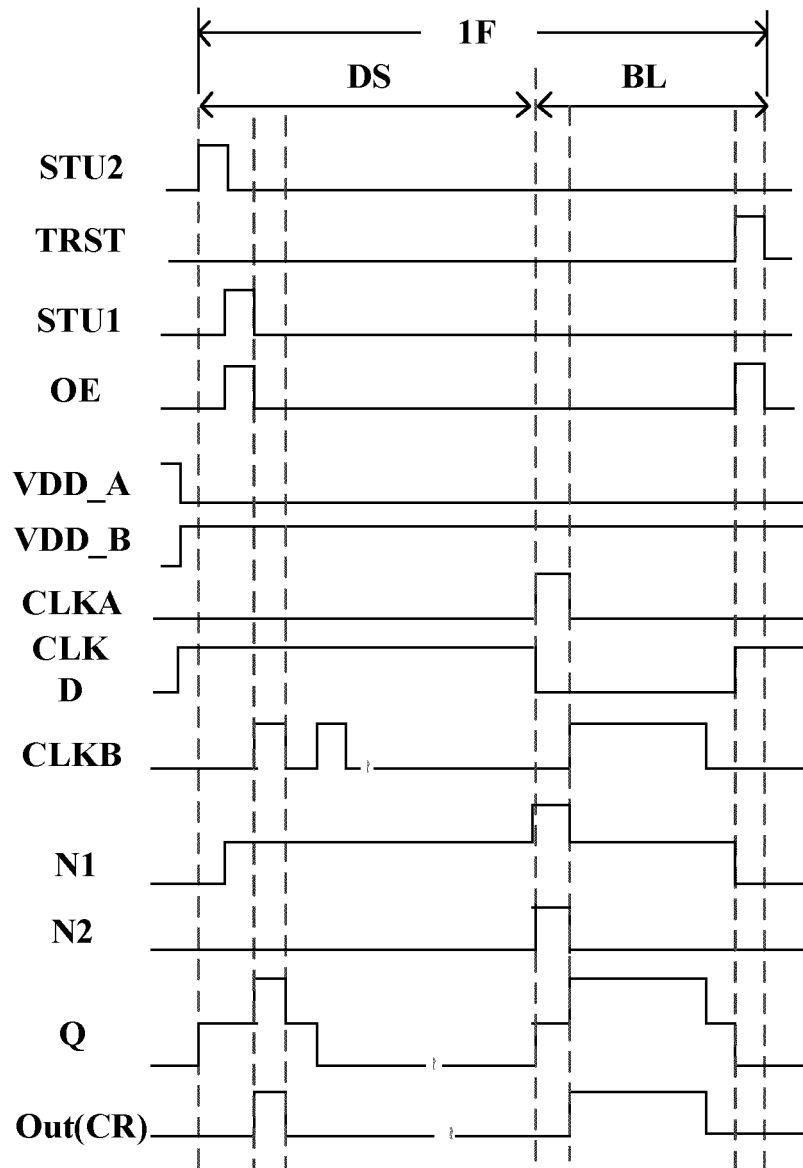 1F
DS BL
STU2
TRST
STU1
OE
VDD_A
VDD_B
CLKA
CLK
D
CLKB
N1
N2
Q
Out(CR)